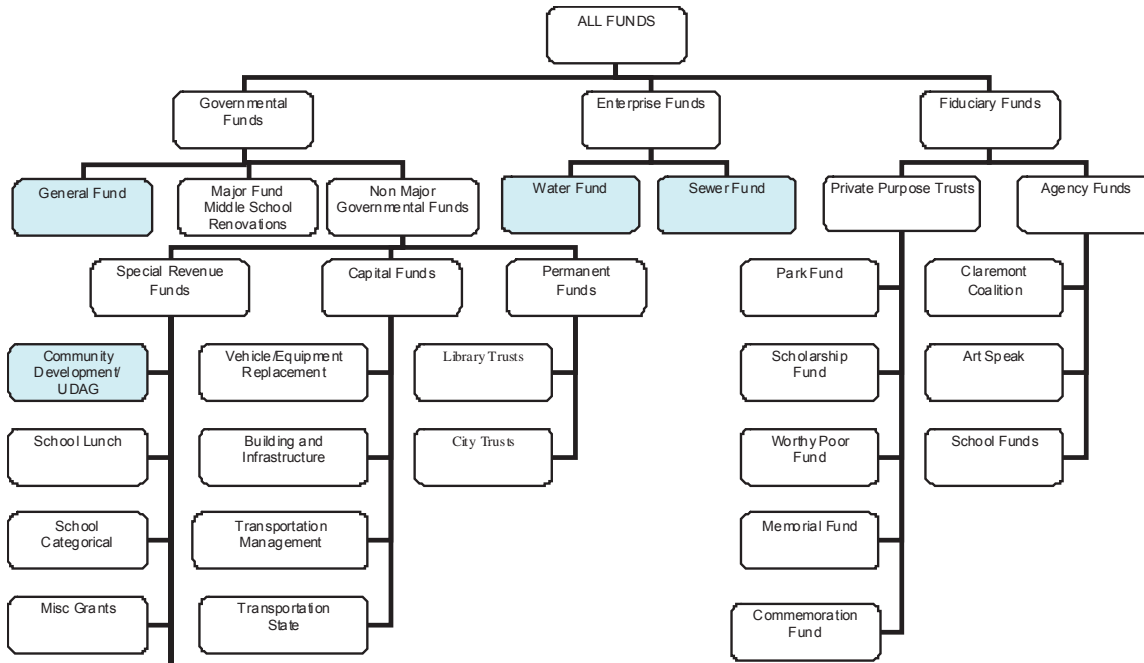 ALL FUNDS
Governmental
Funds
Enterprise Funds
Fiduciary Funds
General Fund
Major Fund
Middle School
Renovations
Non Major
Governmental Funds
Water Fund
Sewer Fund
Private Purpose Trusts
Agency Funds
Special Revenue
Funds
Capital Funds
Permanent
Funds
Park Fund
Claremont
Coalition
Community
Development/
UDAG
Vehicle/Equipment
Replacement
Library Trusts
Scholarship
Fund
Art Speak
School Lunch
Building and
Infrastructure
City Trusts
Worthy Poor
Fund
School Funds
School
Categorical
Transportation
Management
Memorial Fund
Misc Grants
Transportation
State
Commemoration
Fund